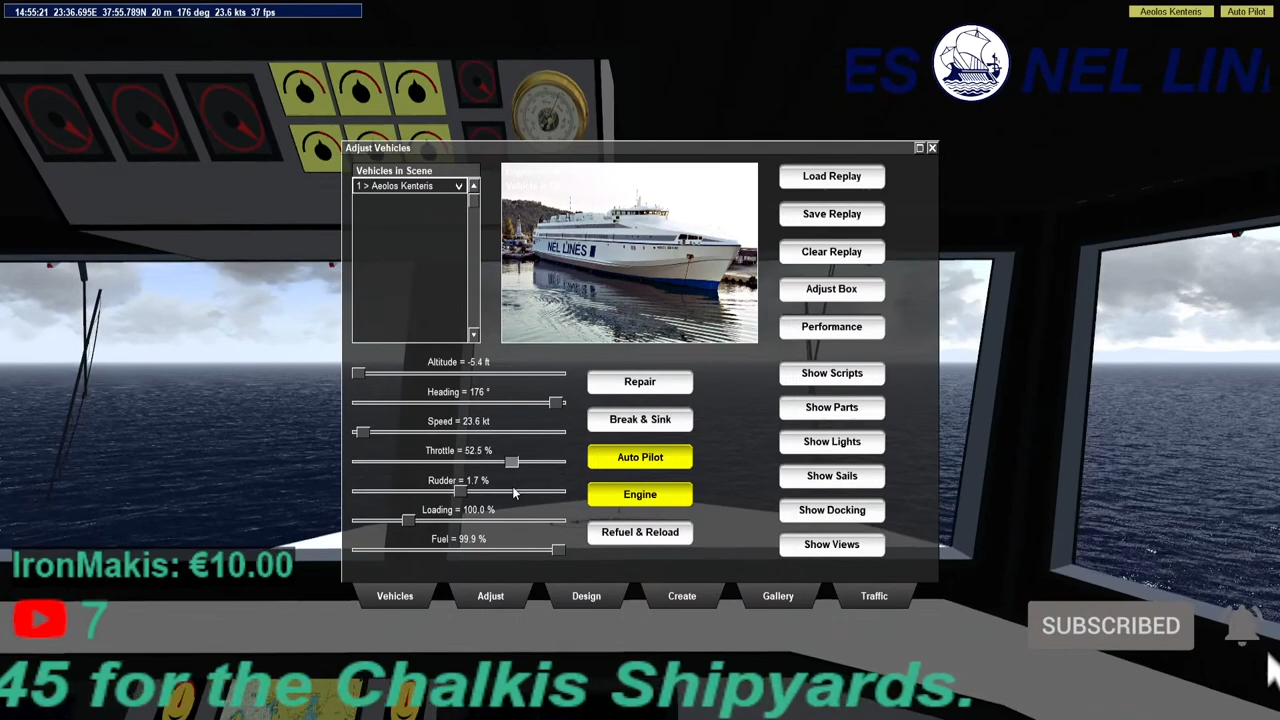 14:55:21 23:36.695E 37:55.789N 20 m 176 deg 23.6 kts 37 fps
Aeolos Kenteris
Auto Pilot
ES NEL LIN
Adjust Vehicles
Vehicles in Scene
1 > Aeolos Kenteris
NEL LINES
Load Replay
Save Replay
Clear Replay
Adjust Box
Performance
Altitude = -5.4 ft
Heading = 176 °
Speed = 23.6 kt
Throttle = 52.5 %
Rudder = 1.7 %
Loading = 100.0 %
Fuel = 99.9 %
Repair
Break & Sink
Auto Pilot
Engine
Refuel & Reload
Show Scripts
Show Parts
Show Lights
Show Sails
Show Docking
Show Views
Vehicles
Adjust
Design
Create
Gallery
Traffic
IronMakis: €10.00
7
SUBSCRIBED
45 for the Chalkis Shipyards.